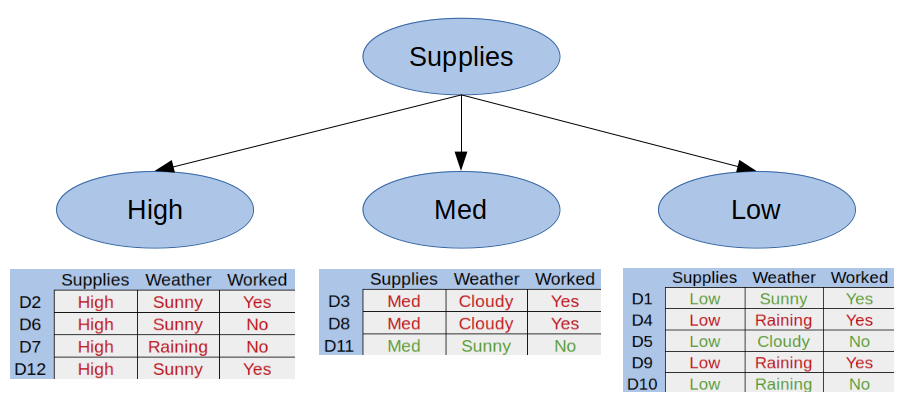 Supplies
High
Med
Low
Supplies Weather Worked
D2 High Sunny Yes
D6 High Sunny No
D7 High Raining No
D12 High Sunny Yes
Supplies Weather Worked
D3 Med Cloudy Yes
D8 Med Cloudy Yes
D11 Med Sunny No
Supplies Weather Worked
D1 Low Sunny Yes
D4 Low Raining Yes
D5 Low Cloudy No
D9 Low Raining Yes
D10 Low Raining No